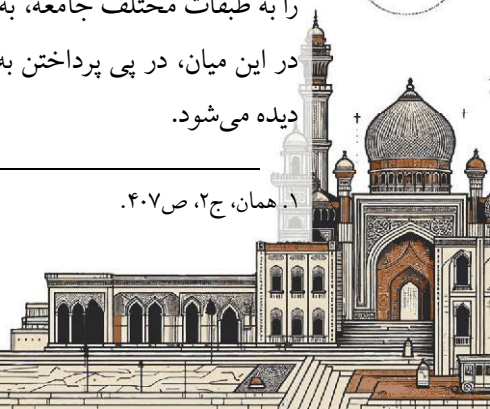 را به طبقات مختلف جامعه، به
در این میان، در پی پرداختن به
دیده می‌شود.
۱. همان، ج۲، ص۴۰۷.